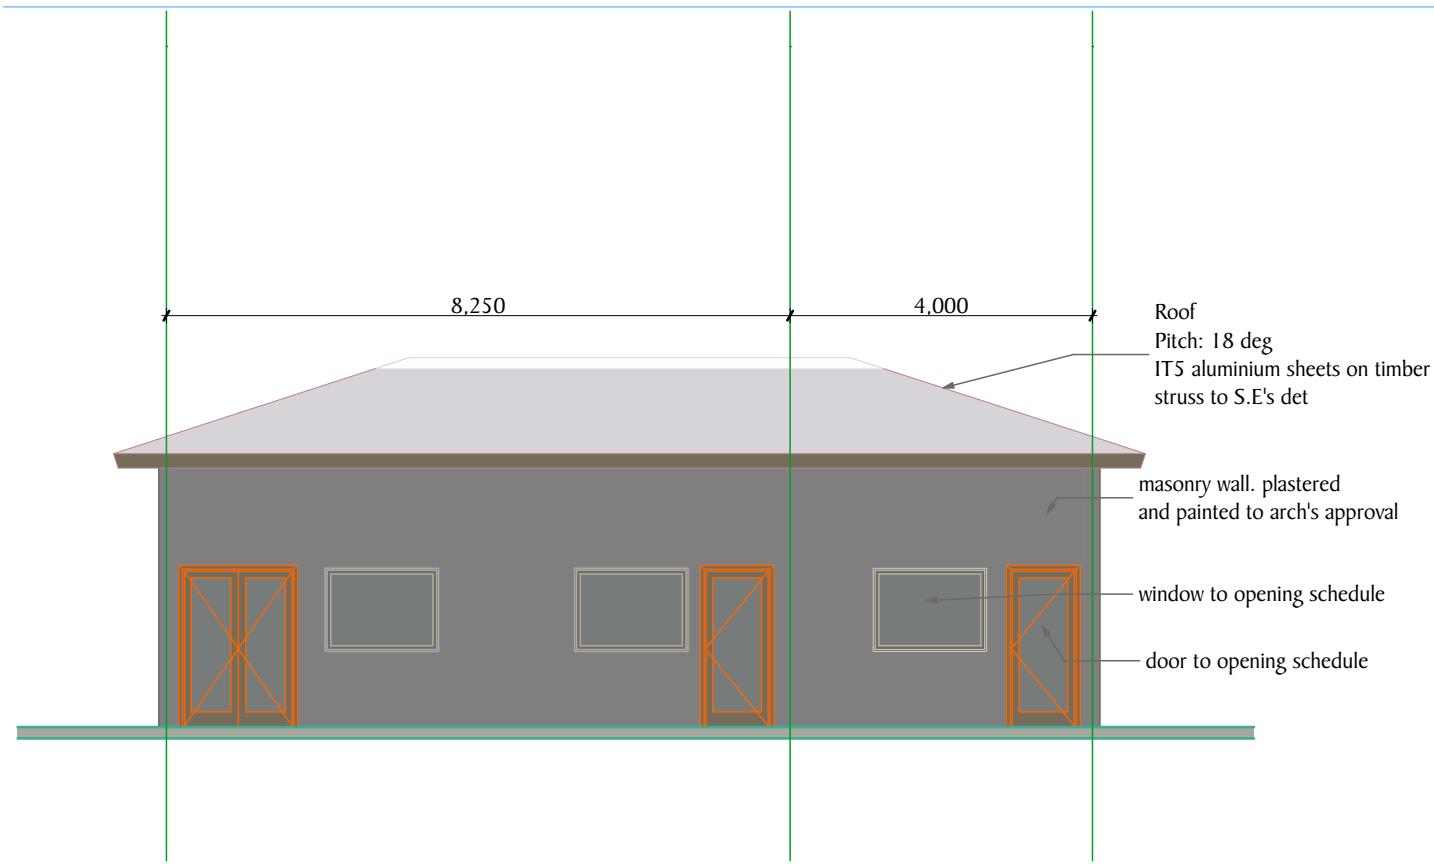 8,250
4,000
Roof
Pitch: 18 deg
IT5 aluminium sheets on timber
struss to S.E's det
masonry wall. plastered
and painted to arch's approval
window to opening schedule
door to opening schedule